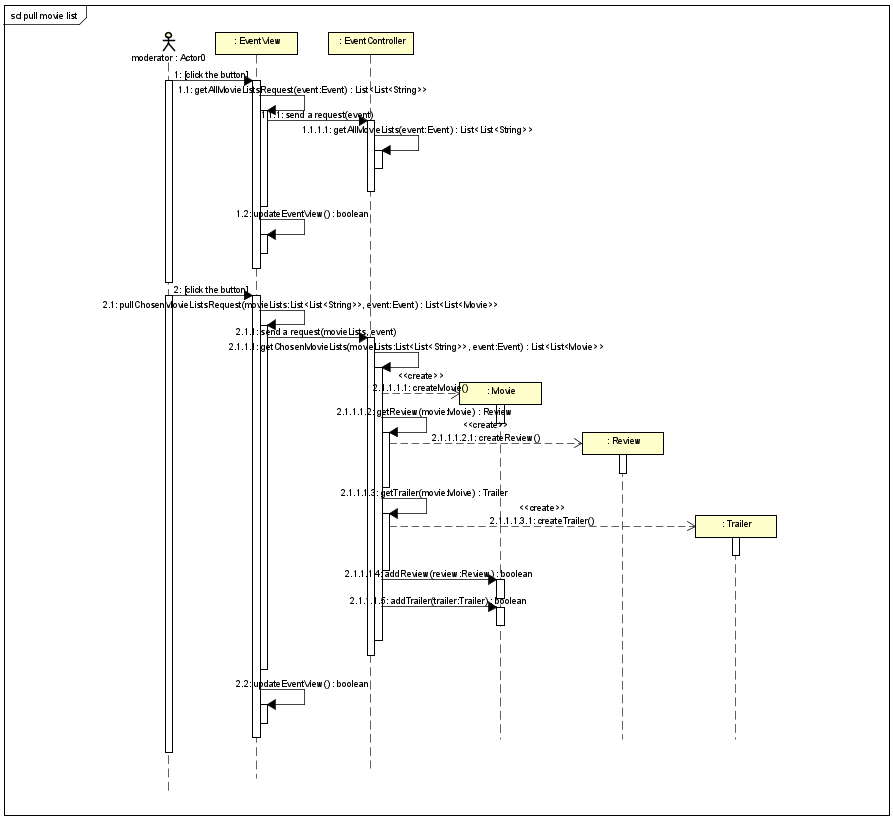 sd pull movie list
: EventView
: EventController
moderator : Actor0
1: [click the button]
1.1: getAllMovieListsRequest(event:Event) : List<List<String>>
1.1.1: send a request(event)
1.1.1.1: getAllMovieLists(event:Event) : List<List<String>>
1.2: updateEventView() : boolean
2: [click the button]
2.1: pullChosenMovieListsRequest(movieLists:List<List<String>>, event:Event) : List<List<Movie>>
2.1.1: send a request(movieLists, event)
2.1.1.1: getChosenMovieLists(movieLists:List<List<String>>, event:Event) : List<List<Movie>>
<<create>>
2.1.1.1.1: createMovie()
: Movie
2.1.1.1.2: getReview(movie:Movie) : Review
<<create>>
2.1.1.1.2.1: createReview()
: Review
2.1.1.1.3: getTrailer(movie:Moive) : Trailer
<<create>>
2.1.1.1.3.1: createTrailer()
: Trailer
2.1.1.1.4: addReview(review:Review) : boolean
2.1.1.1.5: addTrailer(trailer:Trailer) : boolean
2.2: updateEventView() : boolean